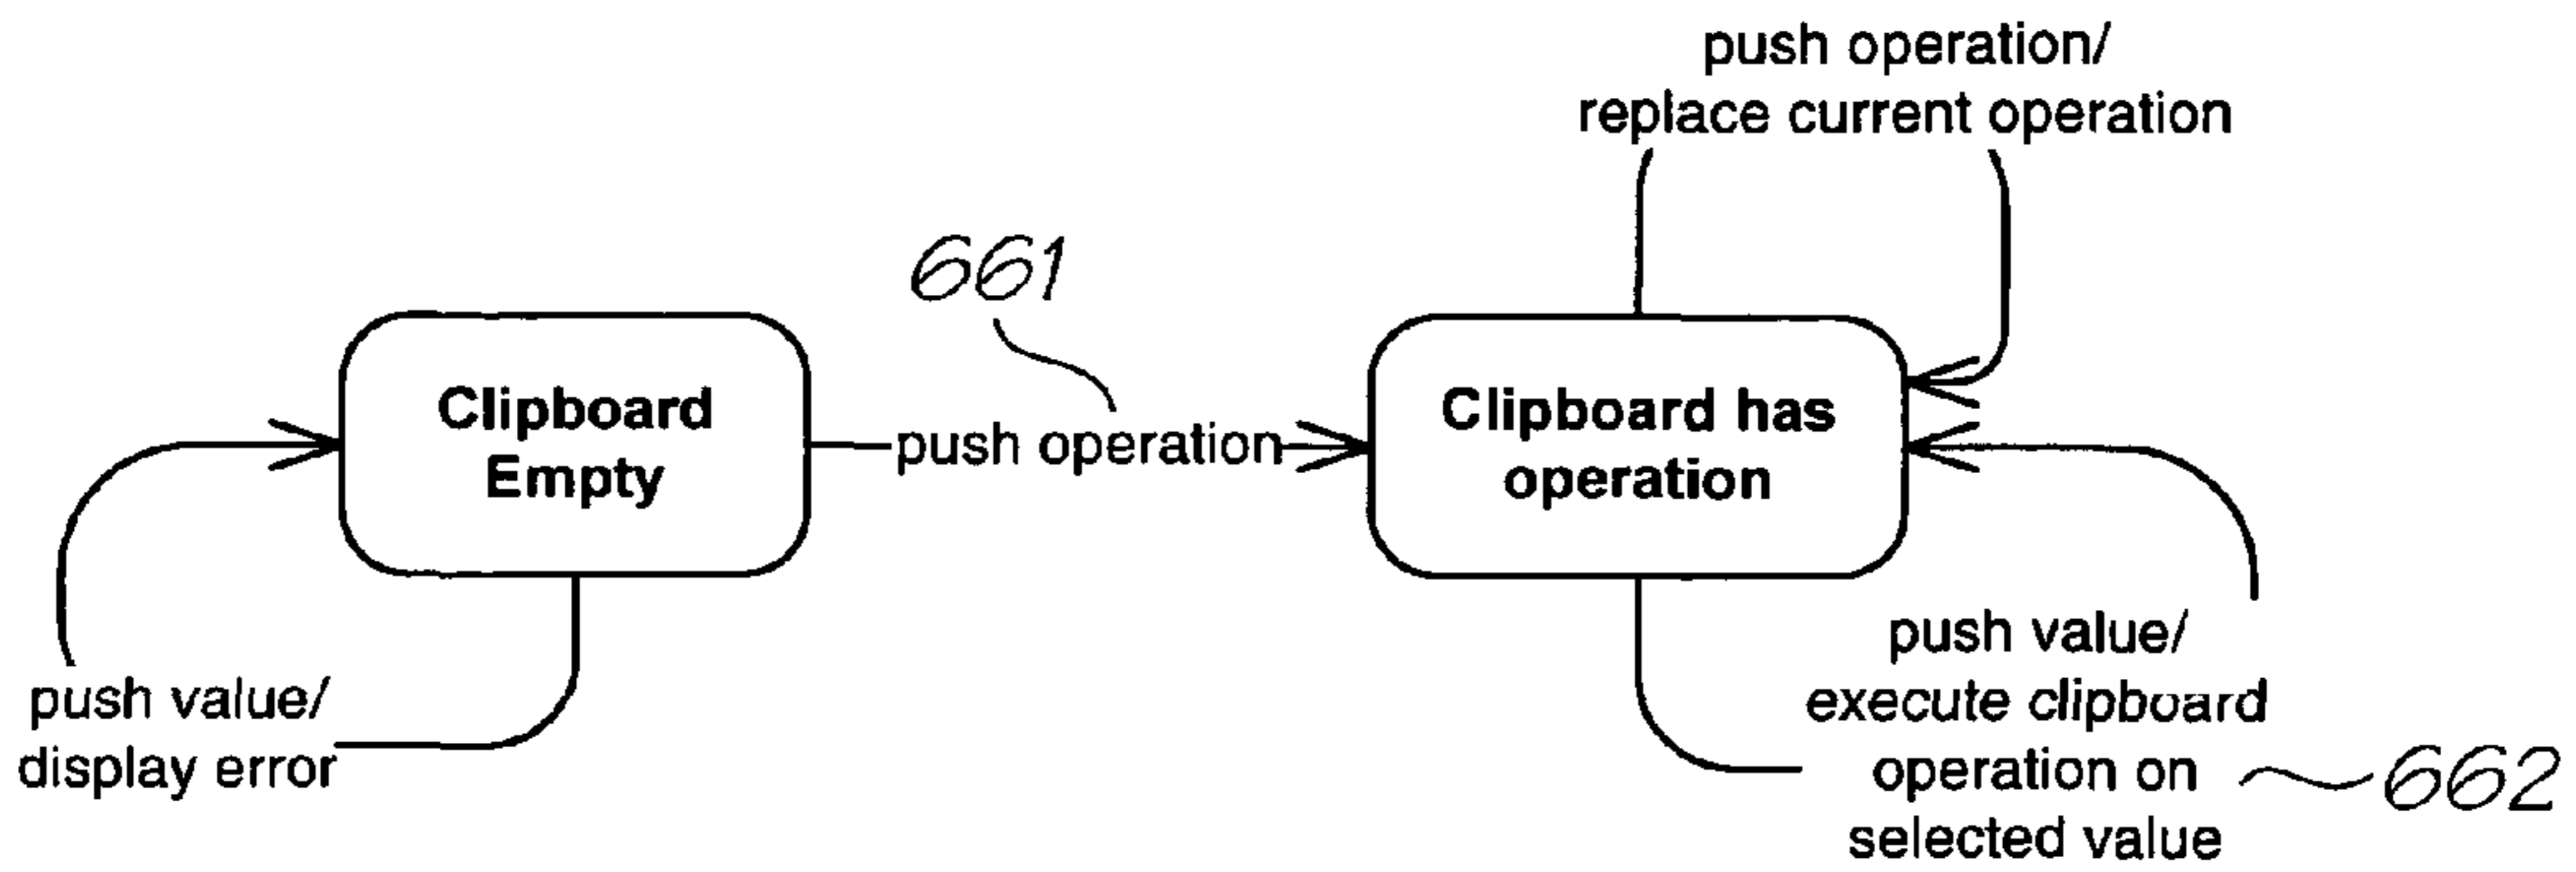 push operation/
replace current operation
661
Clipboard
Empty
push operation
Clipboard has
operation
push value/
display error
push value/
execute clipboard
operation on
selected value
662